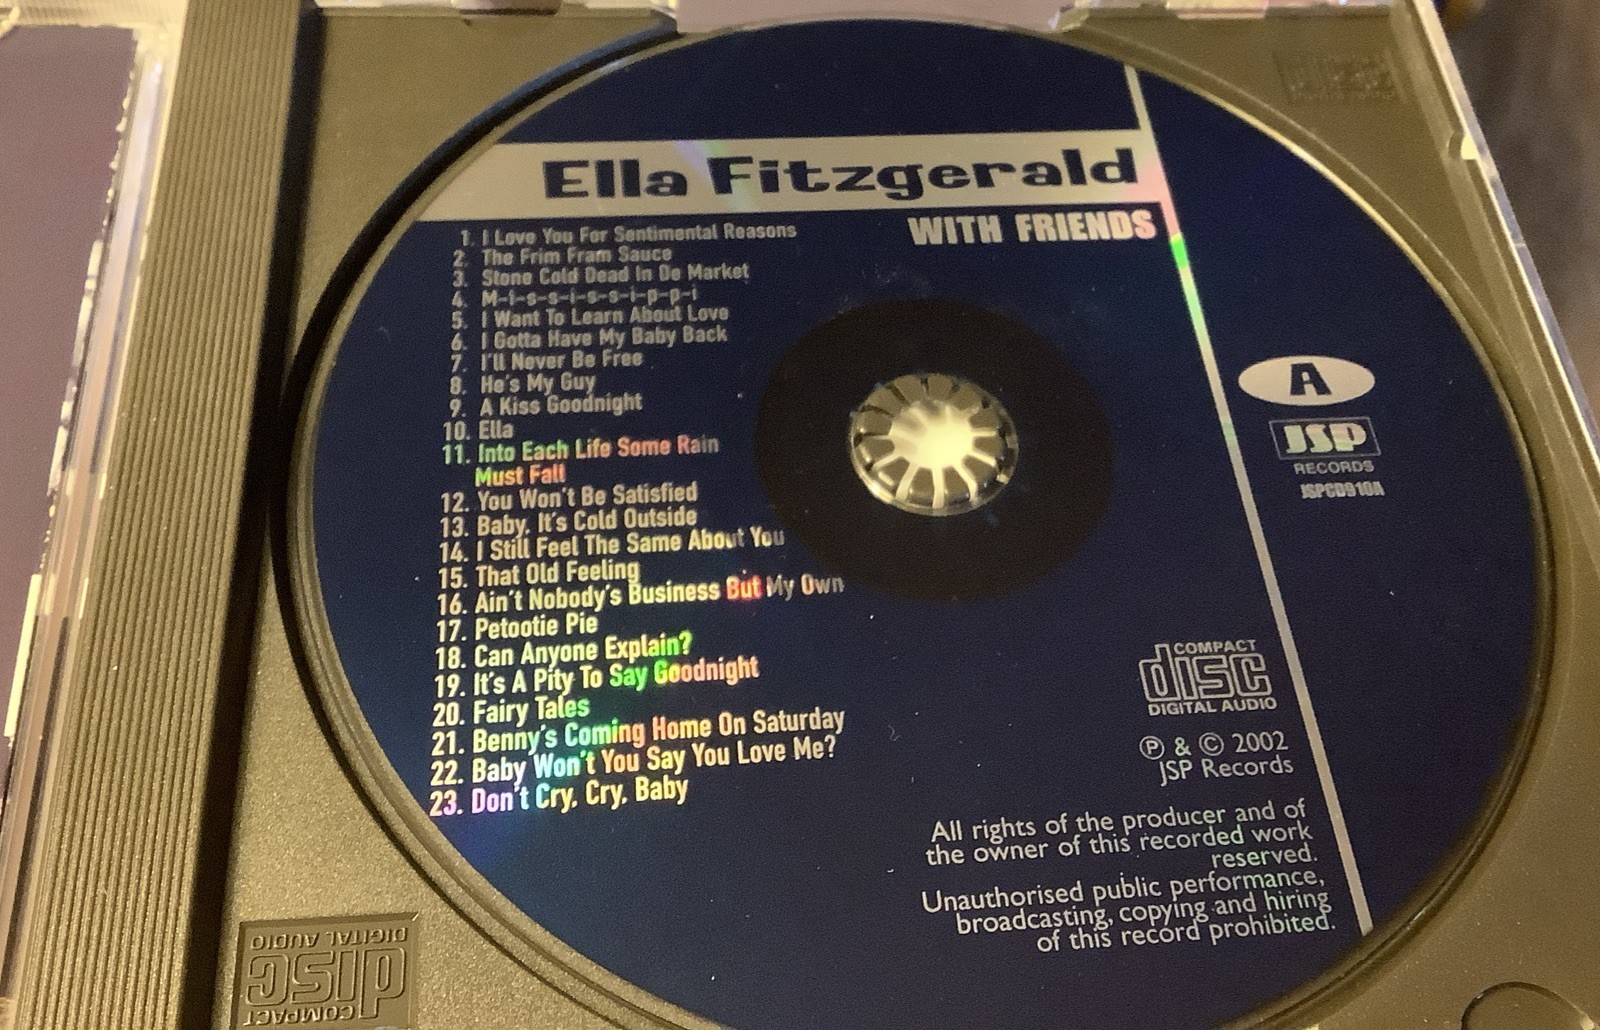 Ella Fitzgerald
WITH FRIENDS
1. I Love You For Sentimental Reasons
2. The Frim Fram Sauce
3. Stone Cold Dead In De Market
4. M-i-s-s-i-s-s-i-p-p-i
5. I Want To Learn About Love
6. I Gotta Have My Baby Back
7. I'll Never Be Free
8. He's My Guy
9. A Kiss Goodnight
10. Ella
11. Into Each Life Some Rain
Must Fall
12. You Won't Be Satisfied
13. Baby, It's Cold Outside
14. I Still Feel The Same About You
15. That Old Feeling
16. Ain't Nobody's Business But My Own
17. Petootie Pie
18. Can Anyone Explain?
19. It's A Pity To Say Goodnight
20. Fairy Tales
21. Benny's Coming Home On Saturday
22. Baby Won't You Say You Love Me?
23. Don't Cry, Cry, Baby
A
JSP
RECORDS
JSPCD910A
COMPACT
disc
DIGITAL AUDIO
Ⓟ & © 2002
JSP Records
All rights of the producer and of
the owner of this recorded work
reserved.
Unauthorised public performance,
broadcasting, copying and hiring
of this record prohibited.
COMPACT
disc
DIGITAL AUDIO